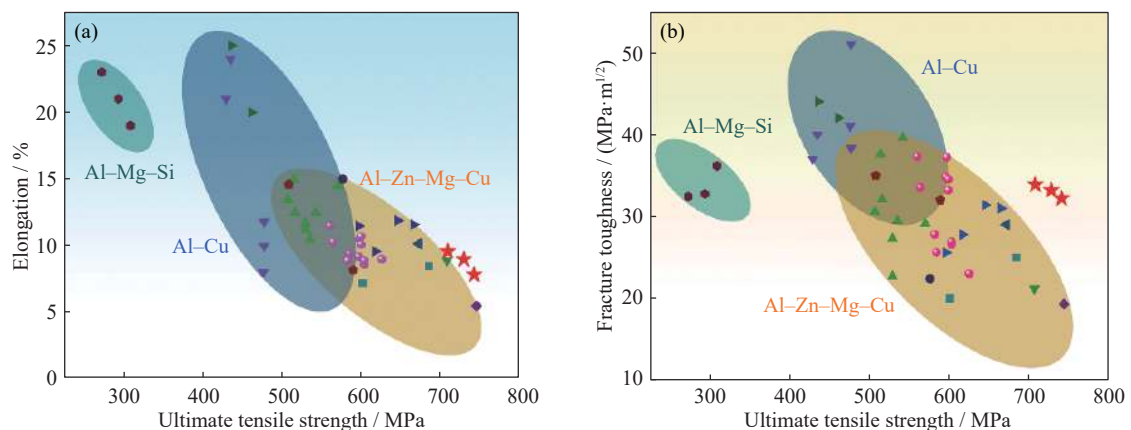 (a)
25
20
15
10
5
0
Elongation / %
Al–Mg–Si
Al–Zn–Mg–Cu
Al–Cu
300
400
500
600
700
800
Ultimate tensile strength / MPa
(b)
50
40
30
20
10
Fracture toughness / (MPa·m1/2)
Al–Cu
Al–Mg–Si
Al–Zn–Mg–Cu
300
400
500
600
700
800
Ultimate tensile strength / MPa